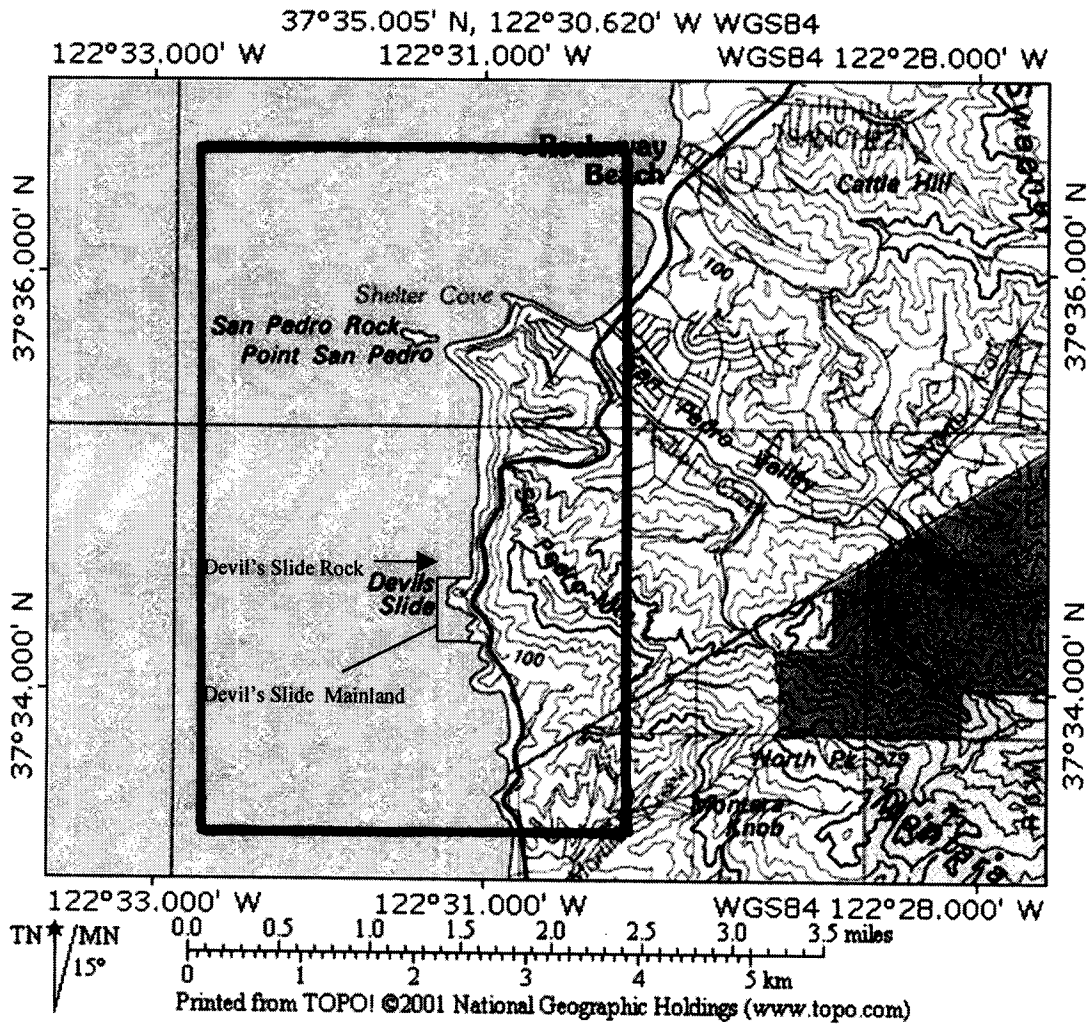 37°35.005' N, 122°30.620' W WGS84
122°33.000' W 122°31.000' W WGS84 122°28.000' W
Rockaway
Beach
Cattle Hill
37°36.000' N
37°36.000' N
100
Shelter Cove
San Pedro Rock
Point San Pedro
San Pedro Valley
San Pedro Mt
Devil's Slide Rock
Devils
Slide
100
Devil's Slide Mainland
37°34.000' N
37°34.000' N
North Pk
Montara
Knob
122°33.000' W 122°31.000' W WGS84 122°28.000' W
TN MN
15°
0.0 0.5 1.0 1.5 2.0 2.5 3.0 3.5 miles
0 1 2 3 4 5 km
Printed from TOPO! ©2001 National Geographic Holdings (www.topo.com)